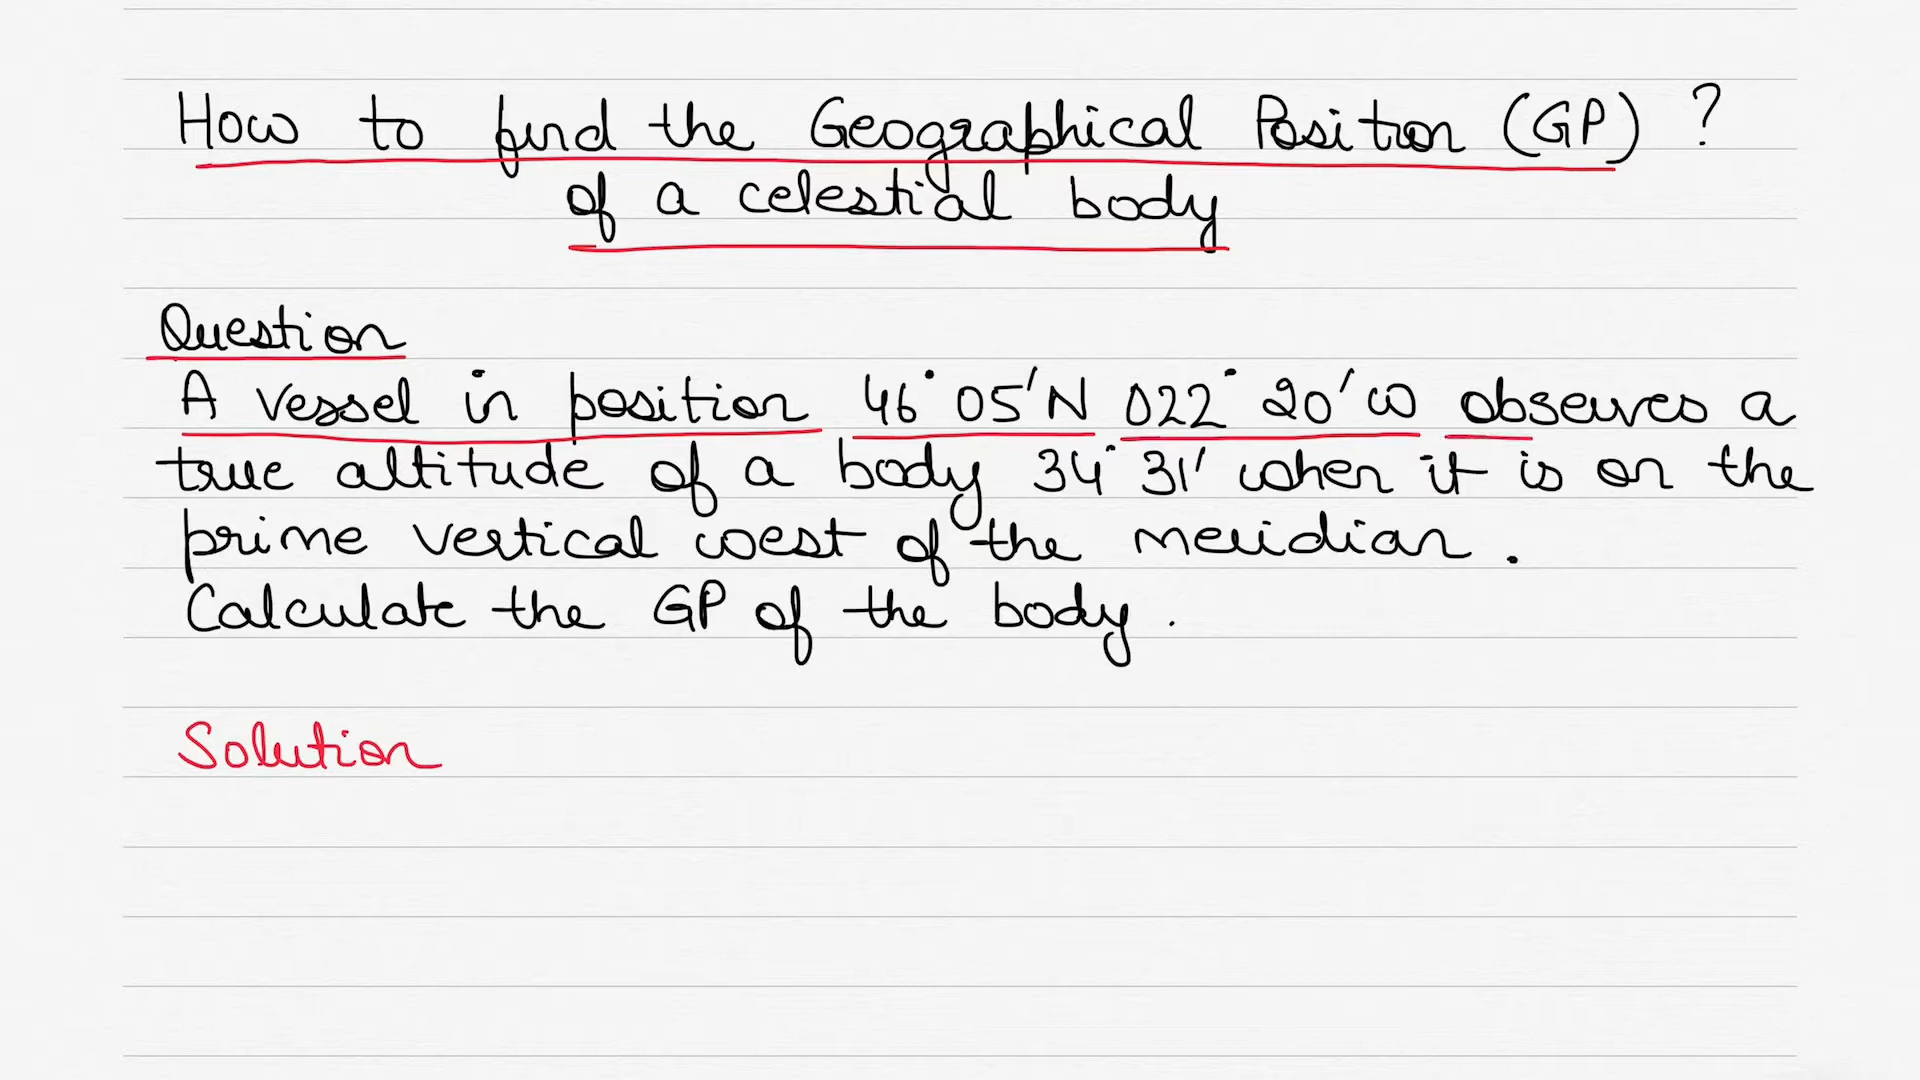 How to find the Geographical Position (GP) ?
of a celestial body
Question
A vessel in position 46° 05' N 022° 20' W observes a
true altitude of a body 34° 31' when it is on the
prime vertical west of the meridian.
Calculate the GP of the body.
Solution